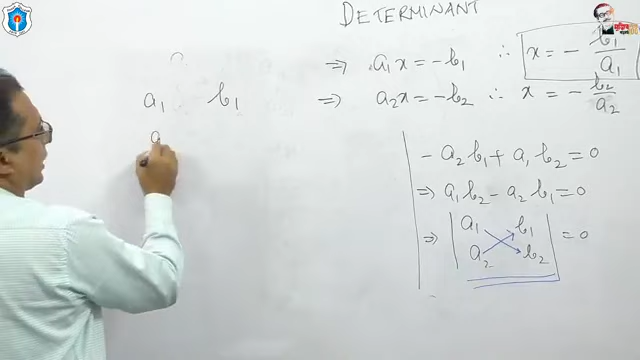 DETERMINANT
⇒ a₁x = -b₁ ∴ x = - b₁/a₁
⇒ a₂x = -b₂ ∴ x = - b₂/a₂
a₁ b₁
a
- a₂b₁ + a₁b₂ = 0
⇒ a₁b₂ - a₂b₁ = 0
⇒ | a₁ b₁ | = 0
| a₂ b₂ |